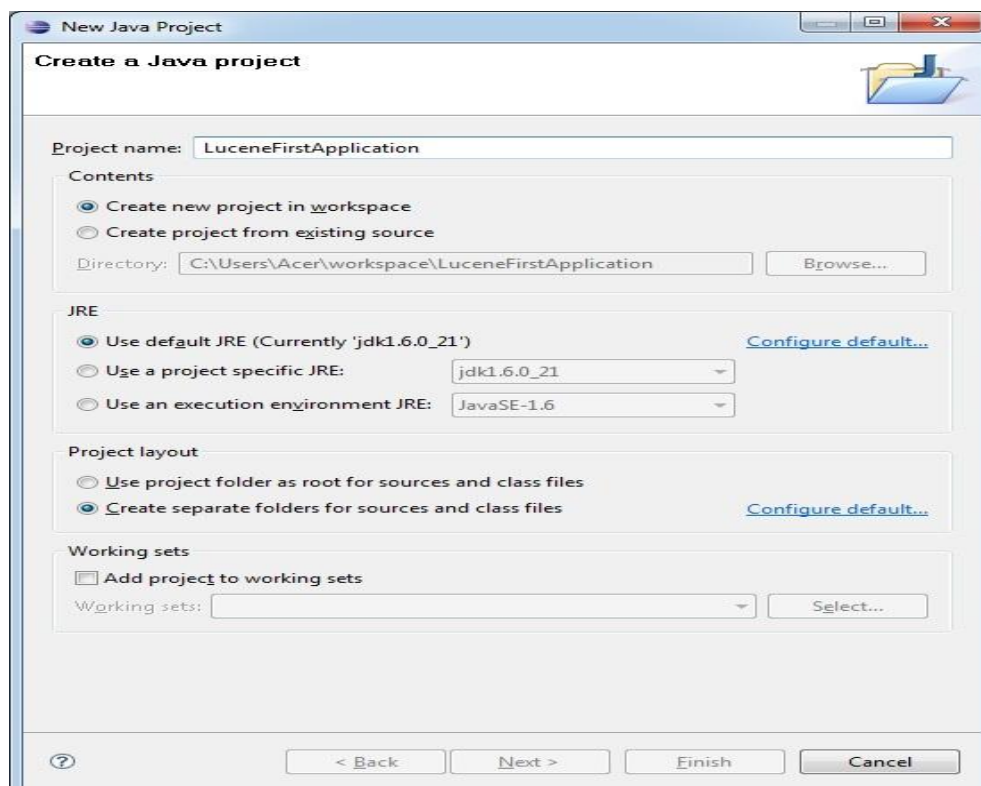 New Java Project
Create a Java project
Project name: LuceneFirstApplication
Contents
Create new project in workspace
Create project from existing source
Directory: C:\Users\Acer\workspace\LuceneFirstApplication Browse...
JRE
Use default JRE (Currently 'jdk1.6.0_21') Configure default...
Use a project specific JRE: jdk1.6.0_21
Use an execution environment JRE: JavaSE-1.6
Project layout
Use project folder as root for sources and class files
Create separate folders for sources and class files Configure default...
Working sets
Add project to working sets
Working sets: Select...
? < Back Next > Finish Cancel